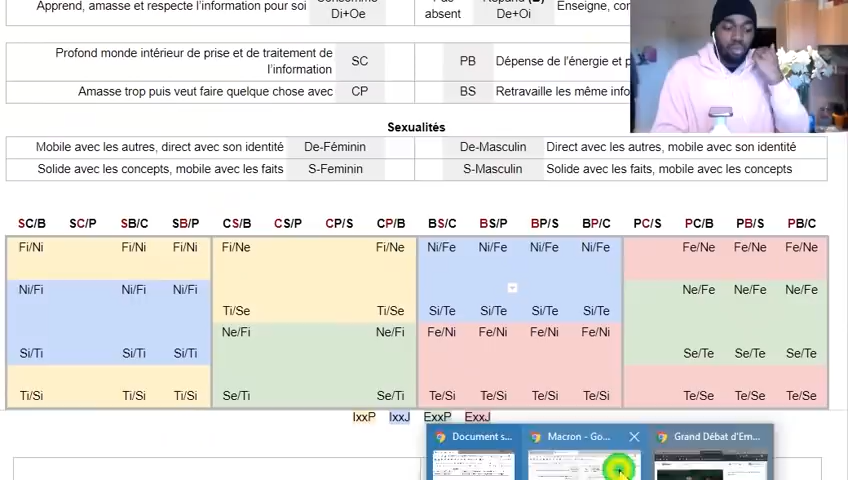 Apprend, amasse et respecte l'information pour soi Di+Oe absent De+Oi Enseigne,
Profond monde intérieur de prise et de traitement de l'information SC PB Dépense de l'énergie et
Amasse trop puis veut faire quelque chose avec CP BS Retravaille les même
Sexualités
Mobile avec les autres, direct avec son identité De-Féminin De-Masculin Direct avec les autres, mobile avec son identité
Solide avec les concepts, mobile avec les faits S-Feminin S-Masculin Solide avec les faits, mobile avec les concepts
SC/B SC/P SB/C SB/P CS/B CS/P CP/S CP/B BS/C BS/P BP/S BP/C PC/S PC/B PB/S PB/C
Fi/Ni Fi/Ni Fi/Ni Fi/Ne Fi/Ne Ni/Fe Ni/Fe Ni/Fe Ni/Fe Fe/Ne Fe/Ne Fe/Ne
Ni/Fi Ni/Fi Ni/Fi Ne/Fe Ne/Fe Ne/Fe
Ti/Se Ti/Se Si/Te Si/Te Si/Te Si/Te
Ne/Fi Ne/Fi Fe/Ni Fe/Ni Fe/Ni Fe/Ni
Si/Ti Si/Ti Si/Ti Se/Te Se/Te Se/Te
Ti/Si Ti/Si Ti/Si Se/Ti Se/Ti Te/Si Te/Si Te/Si Te/Si Te/Se Te/Se Te/Se
IxxP IxxJ ExxP ExxJ
Document s... Macron - Go... Grand Débat d'Em...